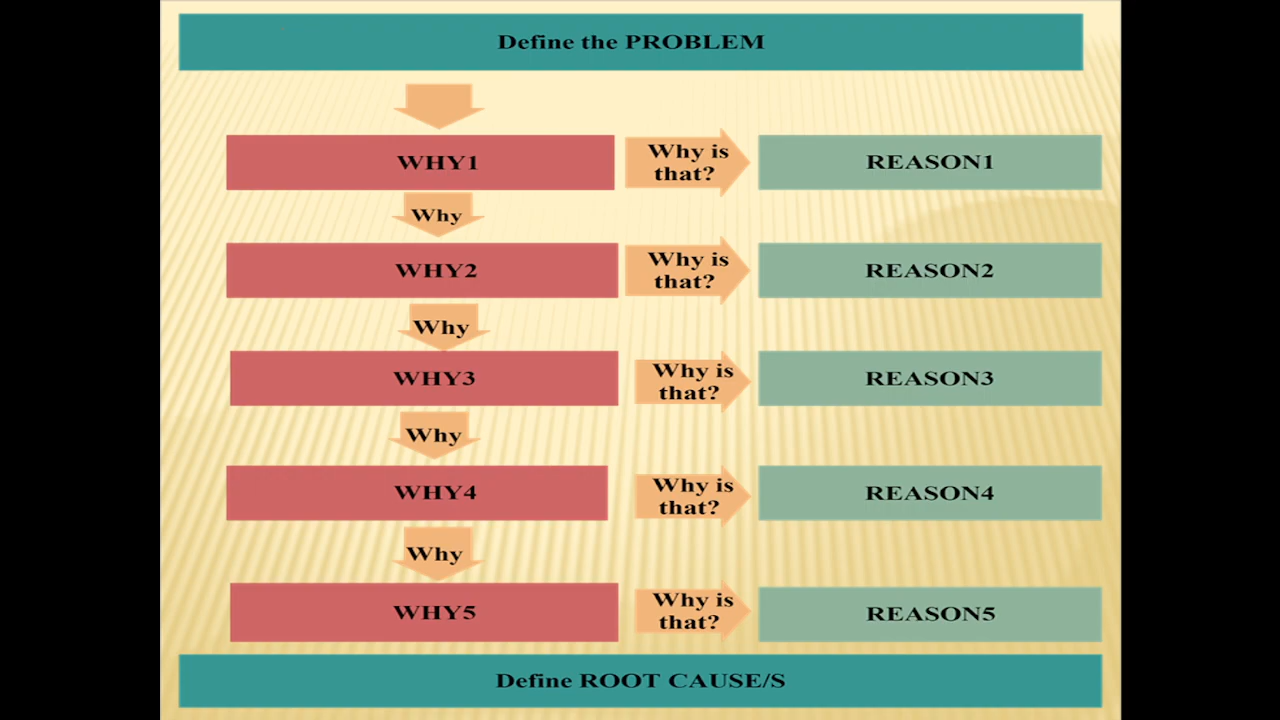 Define the PROBLEM
WHY1
Why is
that?
REASON1
Why
WHY2
Why is
that?
REASON2
Why
WHY3
Why is
that?
REASON3
Why
WHY4
Why is
that?
REASON4
Why
WHY5
Why is
that?
REASON5
Define ROOT CAUSE/S